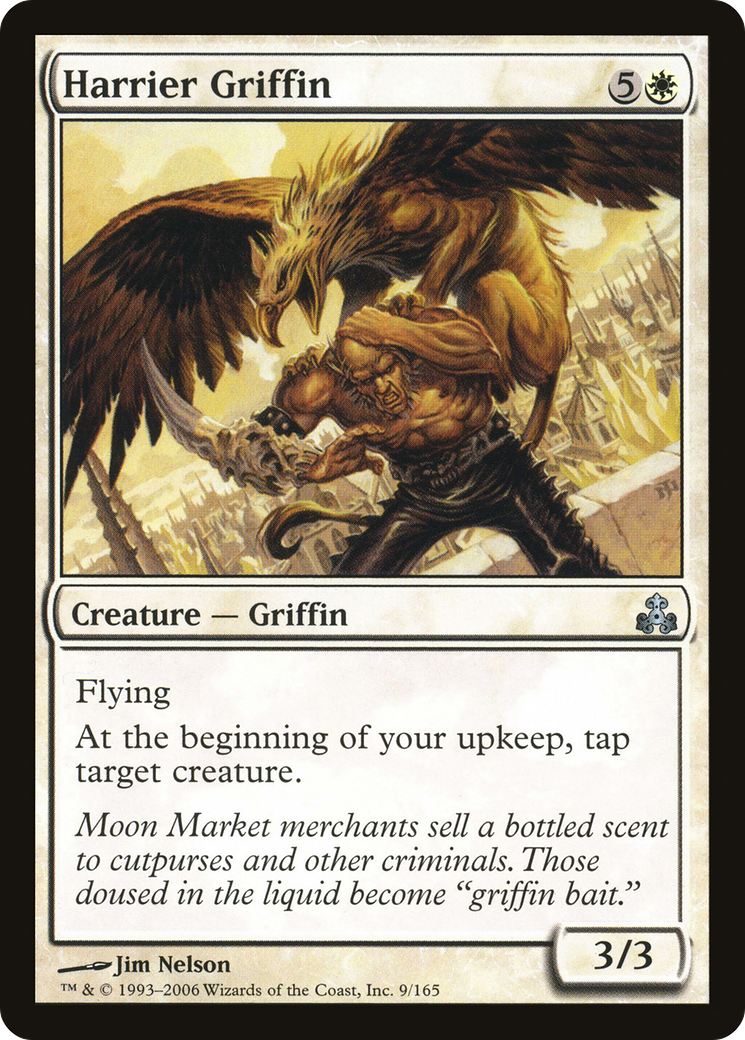 Harrier Griffin
5
Creature — Griffin
Flying
At the beginning of your upkeep, tap
target creature.
Moon Market merchants sell a bottled scent
to cutpurses and other criminals. Those
doused in the liquid become “griffin bait.”
3/3
Jim Nelson
™ & © 1993–2006 Wizards of the Coast, Inc. 9/165